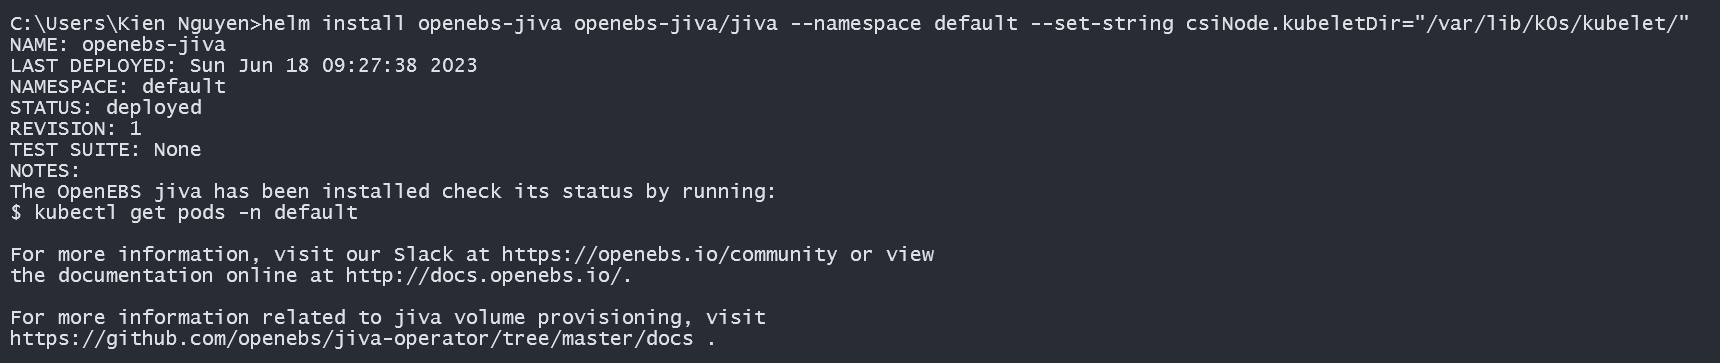 C:\Users\Kien Nguyen>helm install openebs-jiva openebs-jiva/jiva --namespace default --set-string csiNode.kubeletDir="/var/lib/k0s/kubelet/"
NAME: openebs-jiva
LAST DEPLOYED: Sun Jun 18 09:27:38 2023
NAMESPACE: default
STATUS: deployed
REVISION: 1
TEST SUITE: None
NOTES:
The OpenEBS jiva has been installed check its status by running:
$ kubectl get pods -n default

For more information, visit our Slack at https://openebs.io/community or view
the documentation online at http://docs.openebs.io/.

For more information related to jiva volume provisioning, visit
https://github.com/openebs/jiva-operator/tree/master/docs .